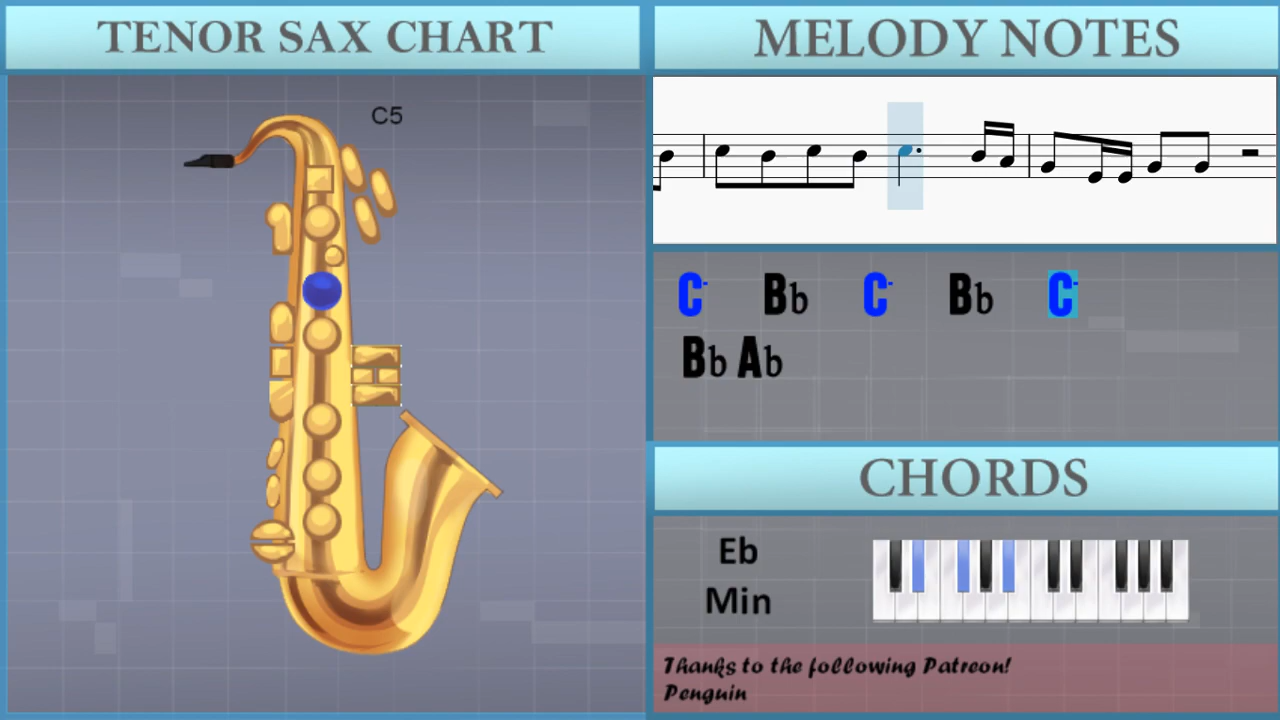 TENOR SAX CHART
MELODY NOTES
C5
C- Bb C- Bb C-
Bb Ab
CHORDS
Eb
Min
Thanks to the following Patreon!
Penguin